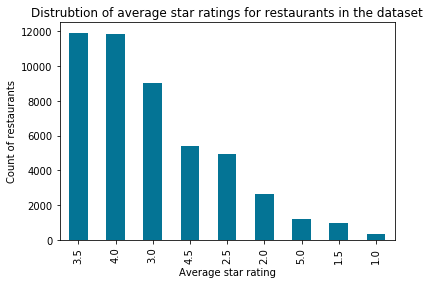 Distrubtion of average star ratings for restaurants in the dataset
12000
10000
8000
6000
4000
2000
0
Count of restaurants
3.5 4.0 3.0 4.5 2.5 2.0 5.0 1.5 1.0
Average star rating